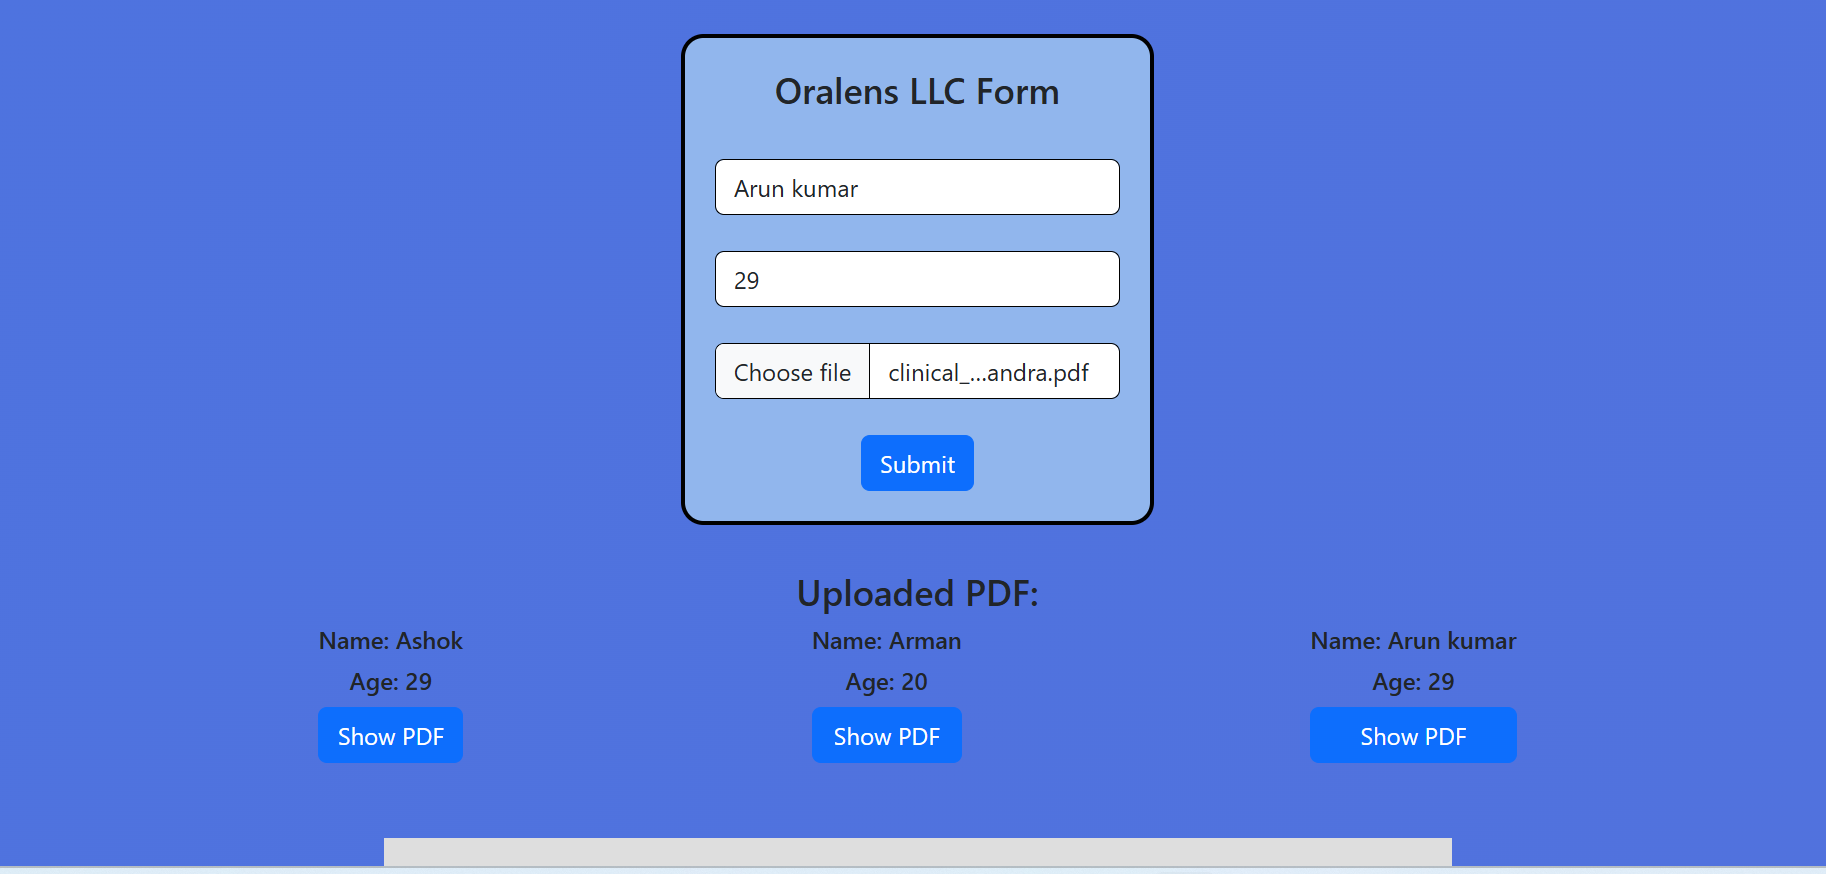 Oralens LLC Form
Arun kumar
29
Choose file clinical_...andra.pdf
Submit
Uploaded PDF:
Name: Ashok
Age: 29
Show PDF
Name: Arman
Age: 20
Show PDF
Name: Arun kumar
Age: 29
Show PDF